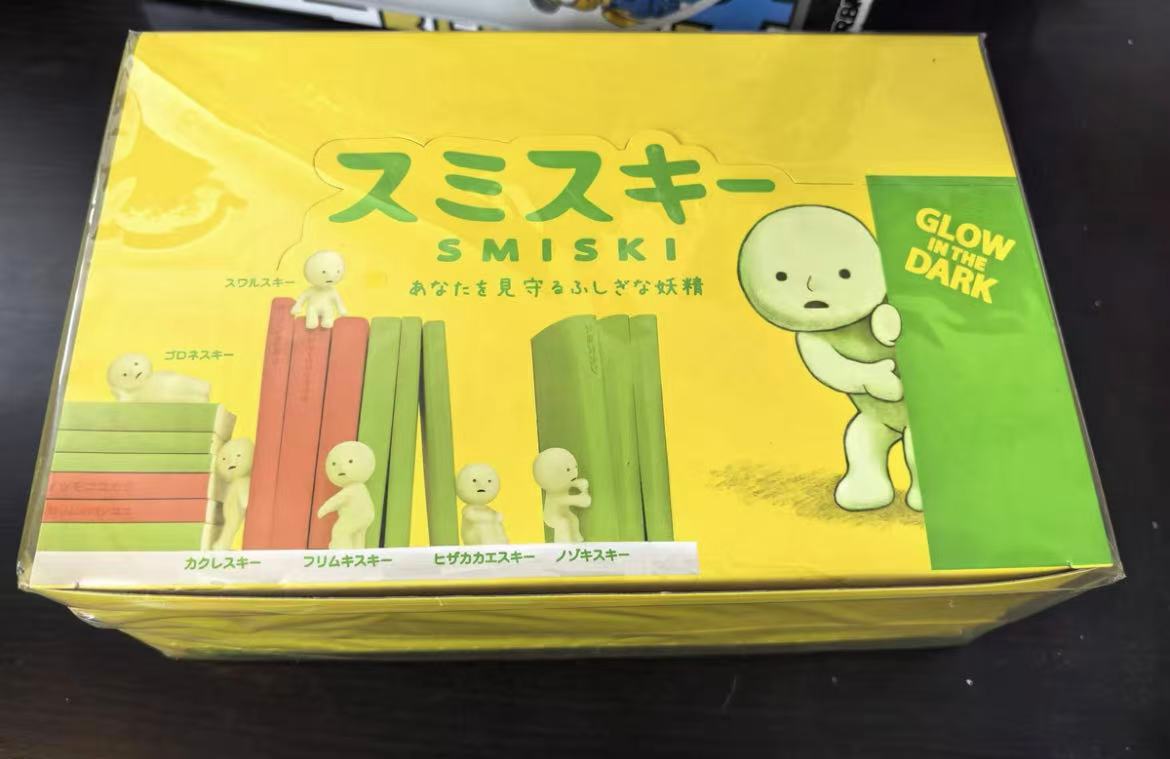 スミスキー
SMISKI
あなたを見守るふしぎな妖精
GLOW
IN THE
DARK
スワルスキー
ゴロネスキー
カクレスキー
フリムキスキー
ヒザカカエスキー
ノゾキスキー